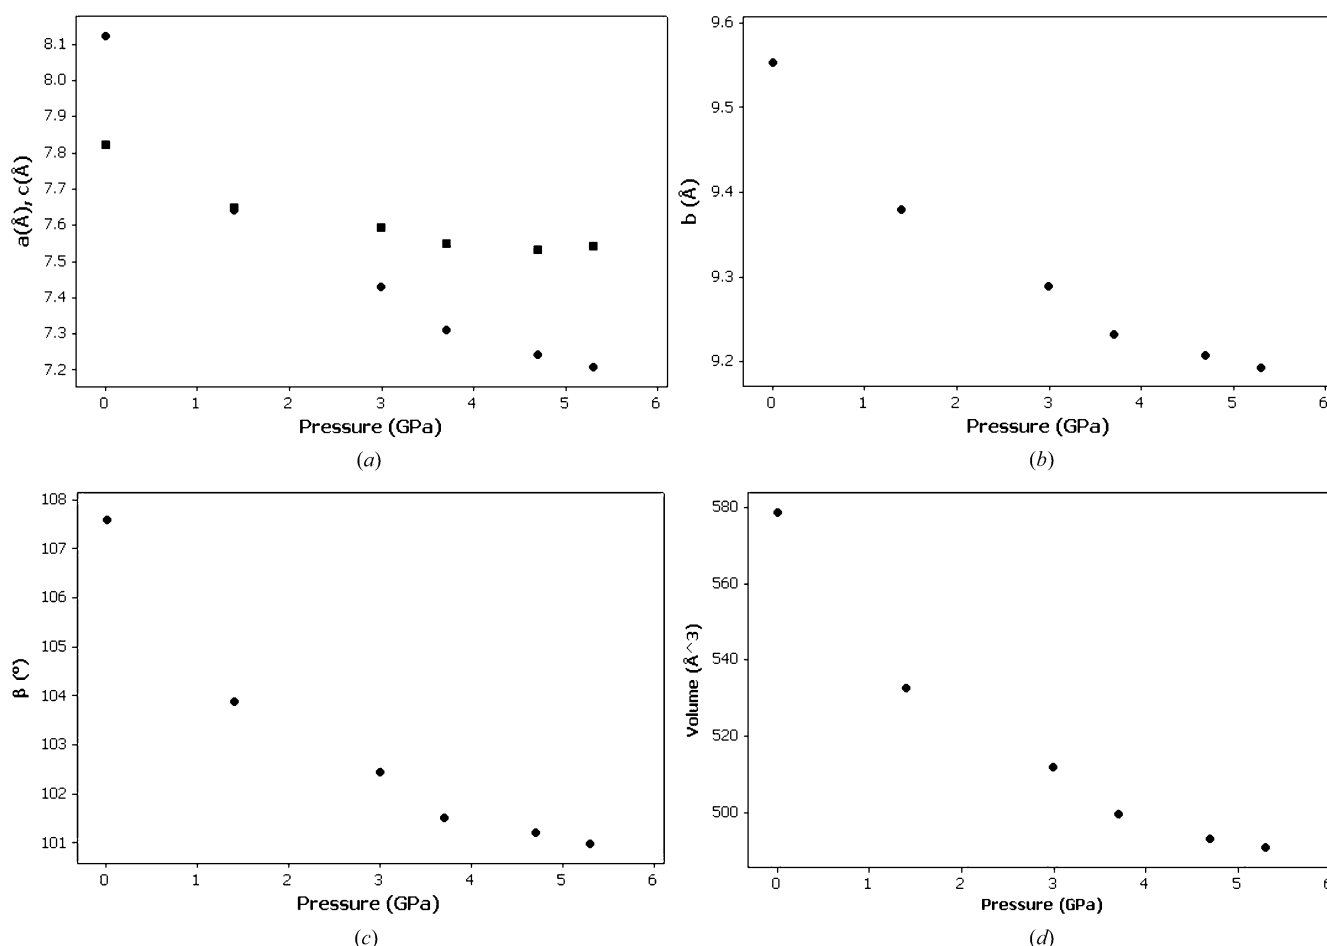 8.1
8.0
7.9
7.8
7.7
7.6
7.5
7.4
7.3
7.2
a(Å), c(Å)
0 1 2 3 4 5 6
Pressure (GPa)
(a)
9.6
9.5
9.4
9.3
9.2
b (Å)
0 1 2 3 4 5 6
Pressure (GPa)
(b)
108
107
106
105
104
103
102
101
β (º)
0 1 2 3 4 5 6
Pressure (GPa)
(c)
580
560
540
520
500
Volume (Å^3)
0 1 2 3 4 5 6
Pressure (GPa)
(d)